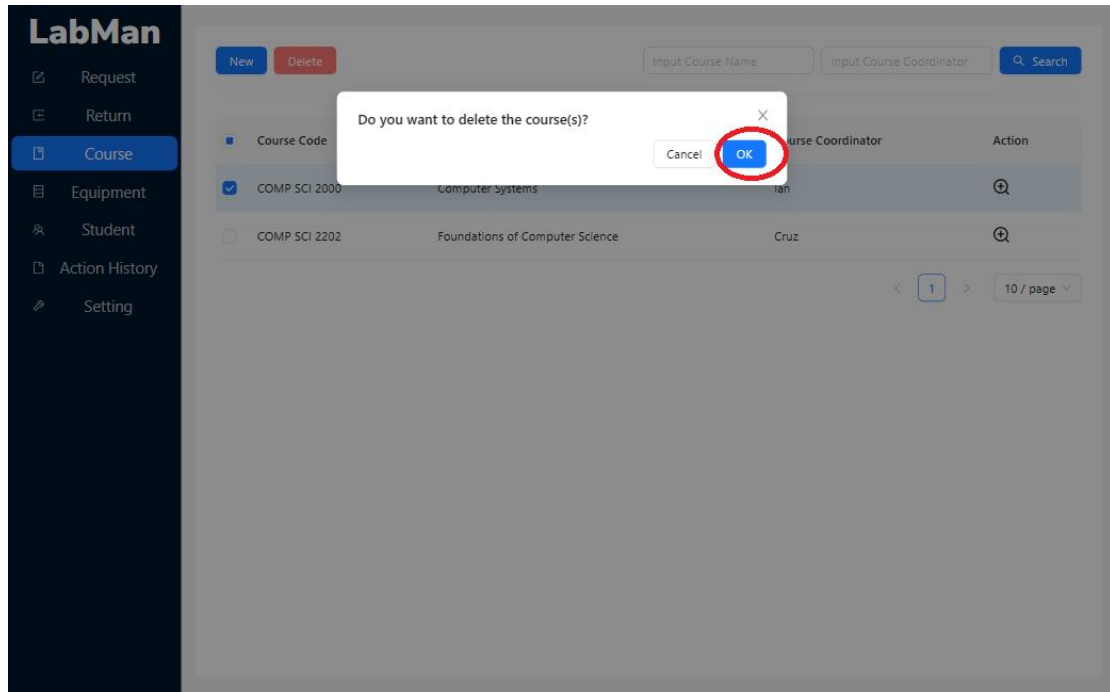 LabMan
Request
Return
Course
Equipment
Student
Action History
Setting
New Delete Input Course Name Input Course Coordinator Search
Do you want to delete the course(s)?
Cancel OK
Course Code urse Coordinator Action
COMP SCI 2000 Computer Systems Ian
COMP SCI 2202 Foundations of Computer Science Cruz
< 1 > 10 / page